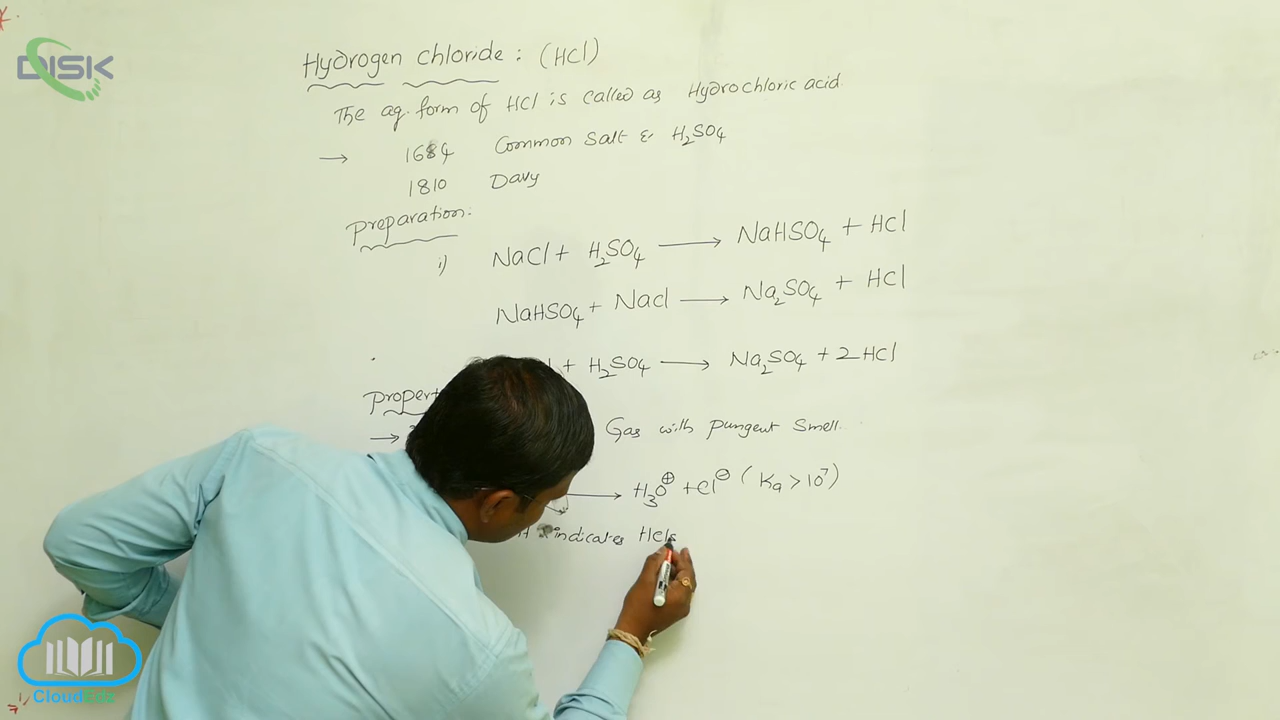 DISK
Hydrogen chloride : (HCl)
The aq. form of HCl is called as Hydrochloric acid.
→ 1684 Common Salt & H₂SO₄
1810 Davy
Preparation:
i) NaCl + H₂SO₄ → NaHSO₄ + HCl
NaHSO₄ + Nacl → Na₂SO₄ + HCl
+ H₂SO₄ → Na₂SO₄ + 2HCl
→ Gas with pungent smell.
→ H₃O⊕ + Cl⊖ (Ka > 10⁷)
indicates HCl
CloudEdz